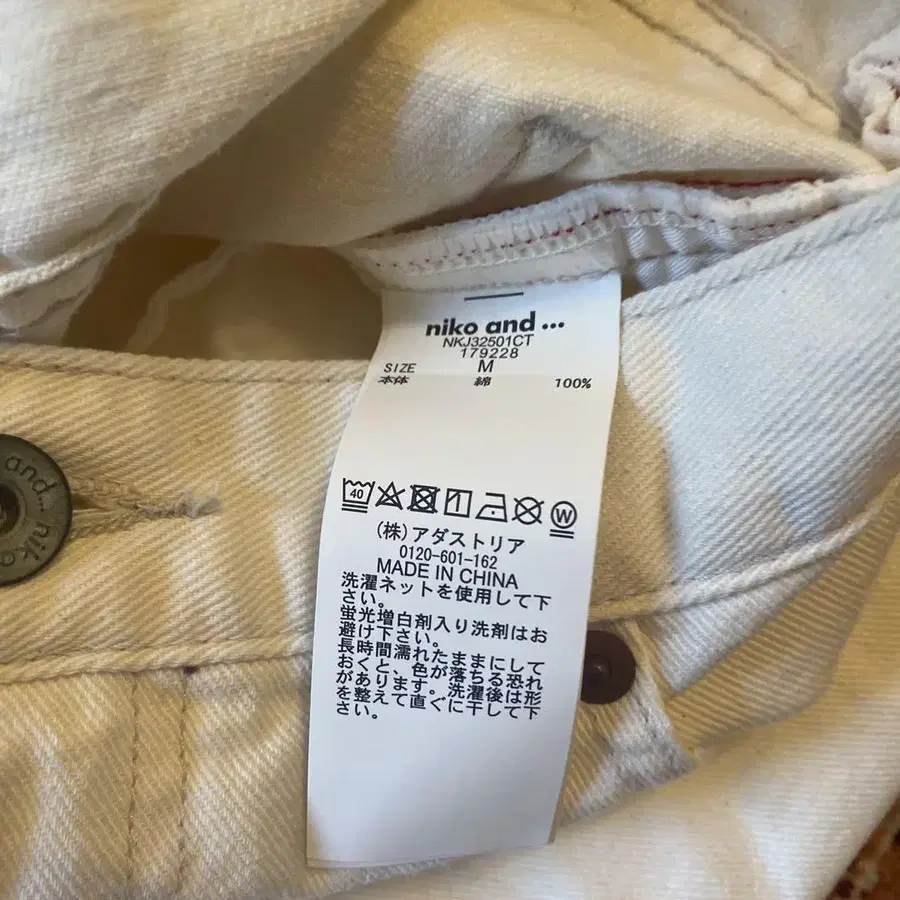 niko and ...
NKJ32501CT
179228
SIZE M
本体 綿 100%
40
W
(株)アダストリア
0120-601-162
MADE IN CHINA
洗濯ネットを使用して下
さい。
蛍光増白剤入り洗剤はお
避け下さい。
長時間濡れたままにして
おくと、色が落ちる恐れ
があります。洗濯後は形
を整えて直ぐに干して下
さい。
and... niko